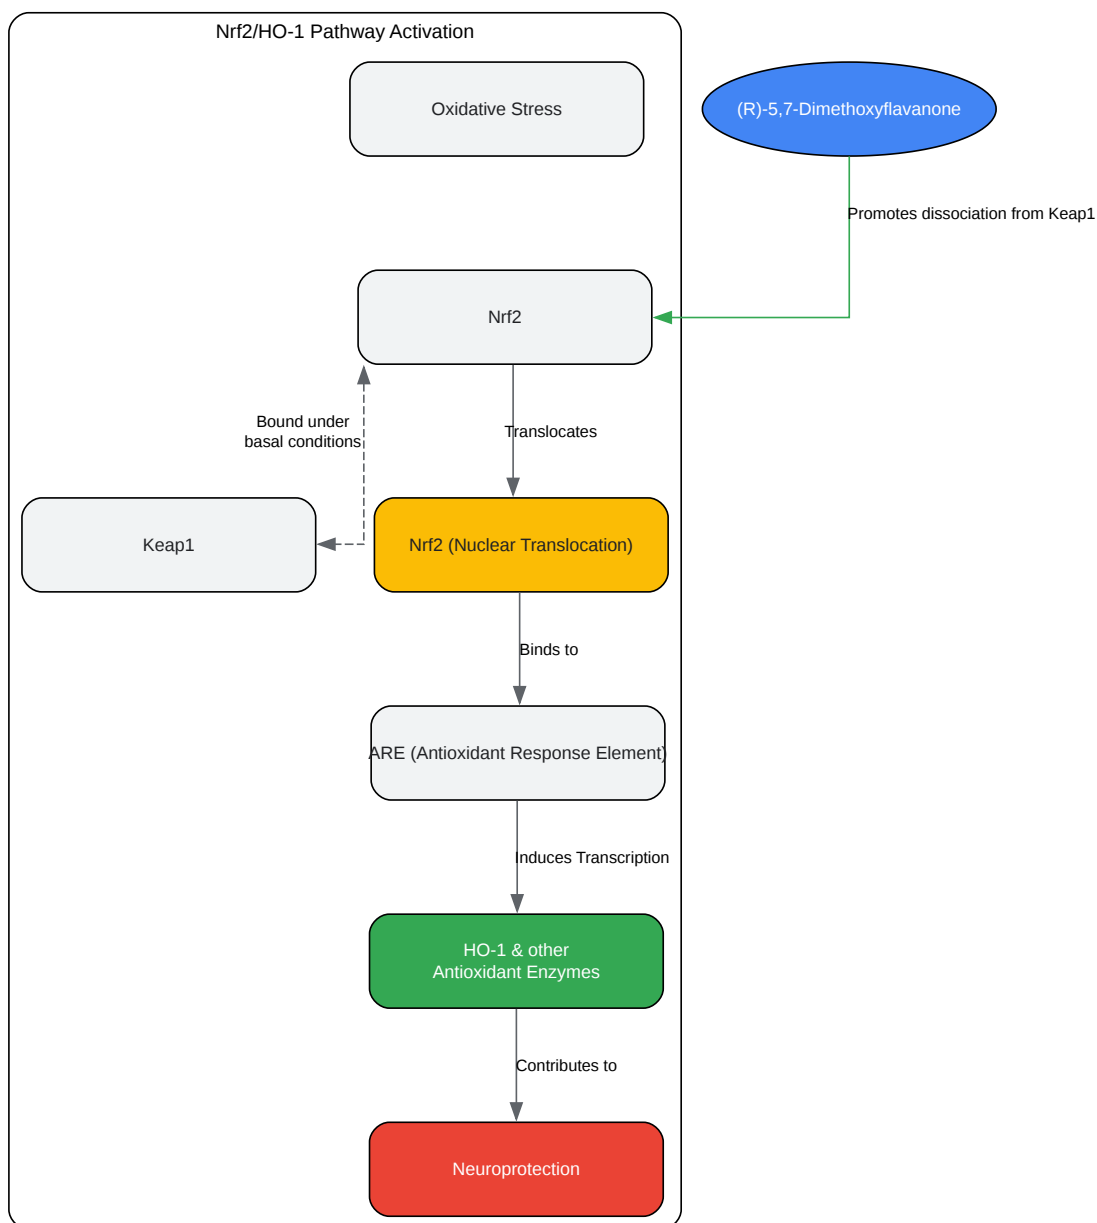 Nrf2/HO-1 Pathway Activation
Oxidative Stress
(R)-5,7-Dimethoxyflavanone
Promotes dissociation from Keap1
Nrf2
Bound under
basal conditions
Translocates
Keap1
Nrf2 (Nuclear Translocation)
Binds to
ARE (Antioxidant Response Element)
Induces Transcription
HO-1 & other
Antioxidant Enzymes
Contributes to
Neuroprotection